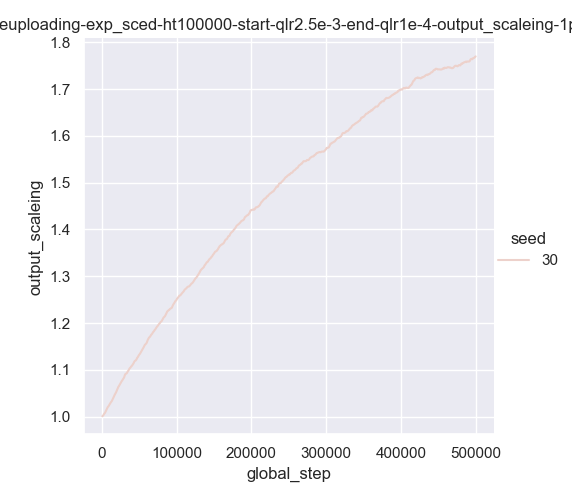 euploading-exp_sced-ht100000-start-qlr2.5e-3-end-qlr1e-4-output_scaleing-1p
1.8
1.7
1.6
1.5
1.4
1.3
1.2
1.1
1.0
output_scaleing
seed
30
0 100000 200000 300000 400000 500000
global_step